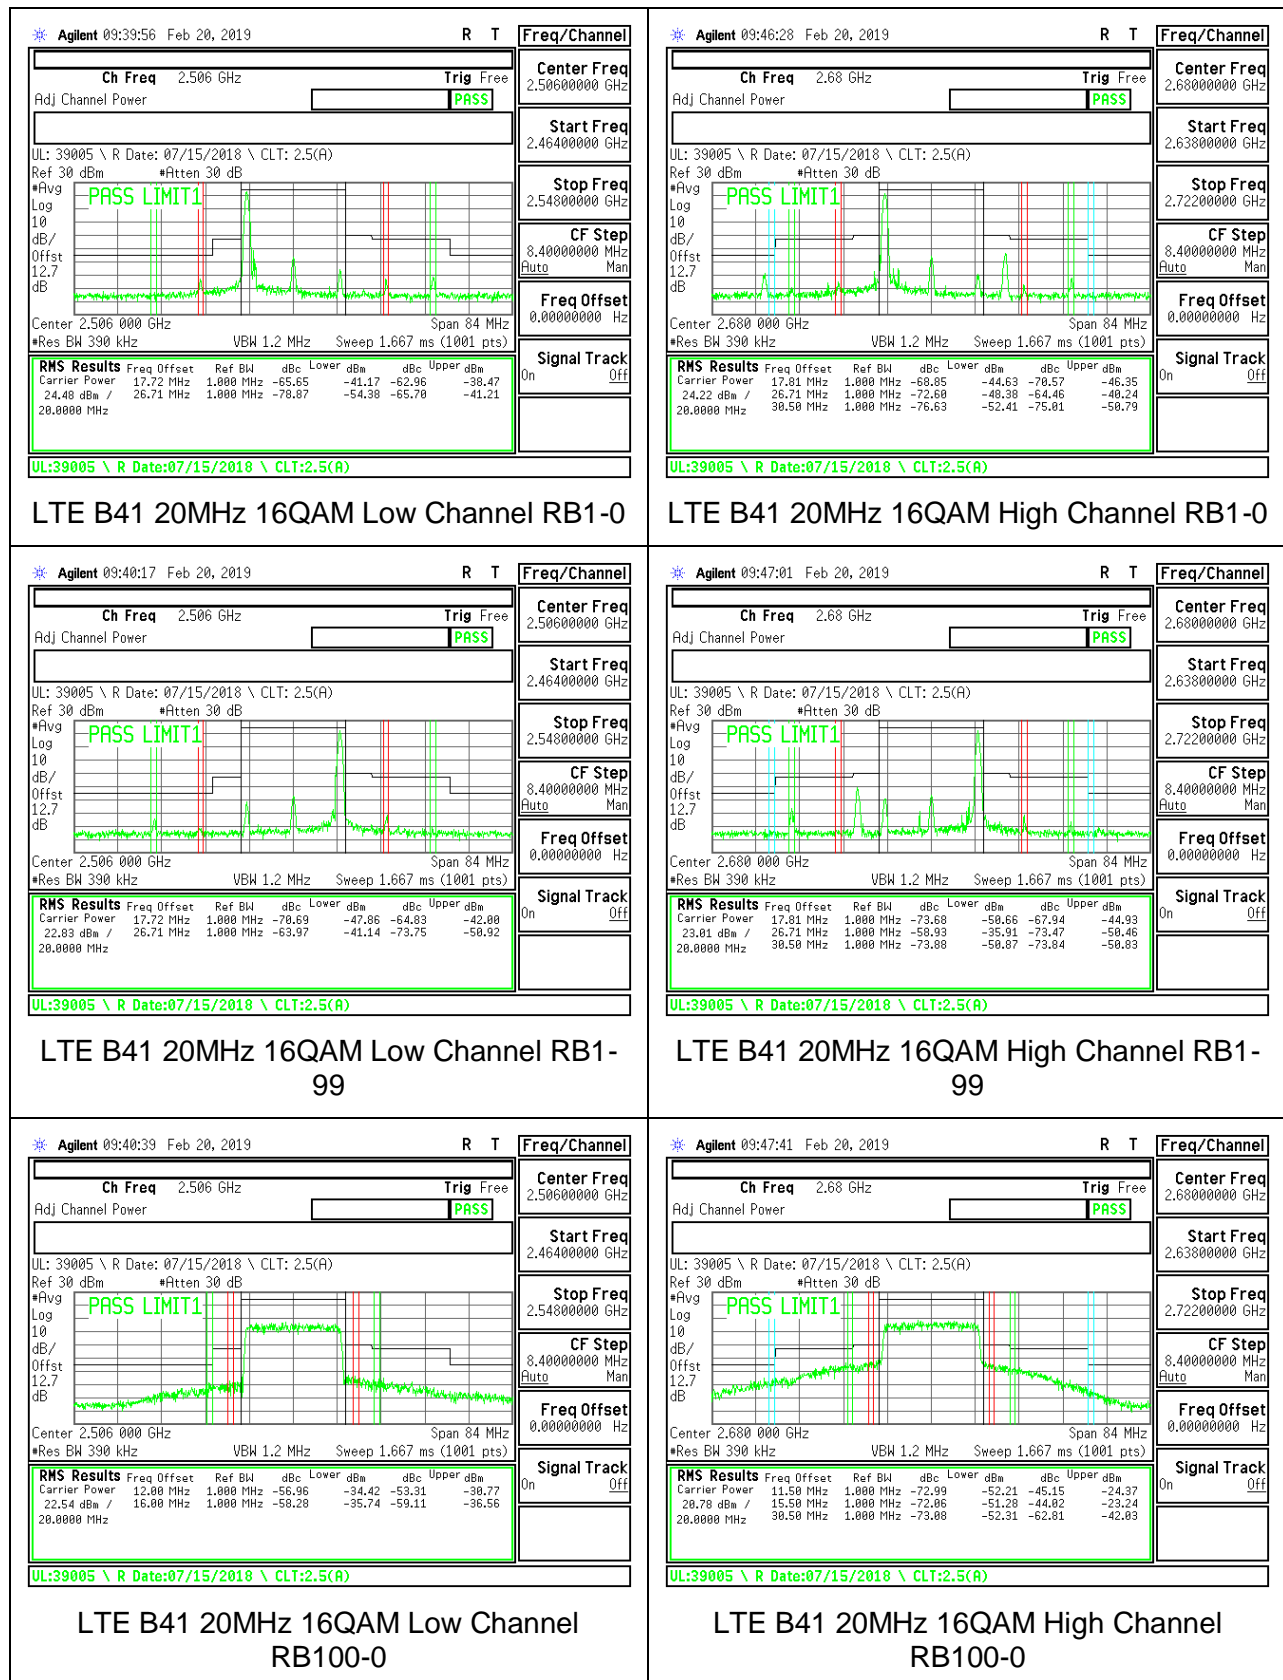 Agilent 09:39:56 Feb 20, 2019 R T Freq/Channel
Ch Freq 2.506 GHz Trig Free
Adj Channel Power PASS
Center Freq
2.50600000 GHz
Start Freq
2.46400000 GHz
UL: 39005 \ R Date: 07/15/2018 \ CLT: 2.5(A)
Ref 30 dBm #Atten 30 dB
#Avg
Log
10
dB/
Offst
12.7
dB
PASS LIMIT1
Stop Freq
2.54800000 GHz
CF Step
8.40000000 MHz
Auto Man
Freq Offset
0.00000000 Hz
Center 2.506 000 GHz Span 84 MHz
#Res BW 390 kHz VBW 1.2 MHz Sweep 1.667 ms (1001 pts)
Signal Track
On Off
RMS Results Freq Offset Ref BW dBc Lower dBm dBc Upper dBm
Carrier Power 17.72 MHz 1.000 MHz -65.65 -41.17 -62.96 -38.47
24.48 dBm / 26.71 MHz 1.000 MHz -78.87 -54.38 -65.70 -41.21
20.0000 MHz
UL:39005 \ R Date:07/15/2018 \ CLT:2.5(A)
LTE B41 20MHz 16QAM Low Channel RB1-0
Agilent 09:46:28 Feb 20, 2019 R T Freq/Channel
Ch Freq 2.68 GHz Trig Free
Adj Channel Power PASS
Center Freq
2.68000000 GHz
Start Freq
2.63800000 GHz
UL: 39005 \ R Date: 07/15/2018 \ CLT: 2.5(A)
Ref 30 dBm #Atten 30 dB
#Avg
Log
10
dB/
Offst
12.7
dB
PASS LIMIT1
Stop Freq
2.72200000 GHz
CF Step
8.40000000 MHz
Auto Man
Freq Offset
0.00000000 Hz
Center 2.680 000 GHz Span 84 MHz
#Res BW 390 kHz VBW 1.2 MHz Sweep 1.667 ms (1001 pts)
Signal Track
On Off
RMS Results Freq Offset Ref BW dBc Lower dBm dBc Upper dBm
Carrier Power 17.81 MHz 1.000 MHz -68.85 -44.63 -70.57 -46.35
24.22 dBm / 26.71 MHz 1.000 MHz -72.60 -48.38 -64.46 -40.24
20.0000 MHz 30.50 MHz 1.000 MHz -76.63 -52.41 -75.01 -50.79
UL:39005 \ R Date:07/15/2018 \ CLT:2.5(A)
LTE B41 20MHz 16QAM High Channel RB1-0
Agilent 09:40:17 Feb 20, 2019 R T Freq/Channel
Ch Freq 2.506 GHz Trig Free
Adj Channel Power PASS
Center Freq
2.50600000 GHz
Start Freq
2.46400000 GHz
UL: 39005 \ R Date: 07/15/2018 \ CLT: 2.5(A)
Ref 30 dBm #Atten 30 dB
#Avg
Log
10
dB/
Offst
12.7
dB
PASS LIMIT1
Stop Freq
2.54800000 GHz
CF Step
8.40000000 MHz
Auto Man
Freq Offset
0.00000000 Hz
Center 2.506 000 GHz Span 84 MHz
#Res BW 390 kHz VBW 1.2 MHz Sweep 1.667 ms (1001 pts)
Signal Track
On Off
RMS Results Freq Offset Ref BW dBc Lower dBm dBc Upper dBm
Carrier Power 17.72 MHz 1.000 MHz -70.69 -47.86 -64.83 -42.00
22.83 dBm / 26.71 MHz 1.000 MHz -63.97 -41.14 -73.75 -50.92
20.0000 MHz
UL:39005 \ R Date:07/15/2018 \ CLT:2.5(A)
LTE B41 20MHz 16QAM Low Channel RB1-
99
Agilent 09:47:01 Feb 20, 2019 R T Freq/Channel
Ch Freq 2.68 GHz Trig Free
Adj Channel Power PASS
Center Freq
2.68000000 GHz
Start Freq
2.63800000 GHz
UL: 39005 \ R Date: 07/15/2018 \ CLT: 2.5(A)
Ref 30 dBm #Atten 30 dB
#Avg
Log
10
dB/
Offst
12.7
dB
PASS LIMIT1
Stop Freq
2.72200000 GHz
CF Step
8.40000000 MHz
Auto Man
Freq Offset
0.00000000 Hz
Center 2.680 000 GHz Span 84 MHz
#Res BW 390 kHz VBW 1.2 MHz Sweep 1.667 ms (1001 pts)
Signal Track
On Off
RMS Results Freq Offset Ref BW dBc Lower dBm dBc Upper dBm
Carrier Power 17.81 MHz 1.000 MHz -73.68 -50.66 -67.94 -44.93
23.01 dBm / 26.71 MHz 1.000 MHz -58.93 -35.91 -73.47 -50.46
20.0000 MHz 30.50 MHz 1.000 MHz -73.88 -50.87 -73.84 -50.83
UL:39005 \ R Date:07/15/2018 \ CLT:2.5(A)
LTE B41 20MHz 16QAM High Channel RB1-
99
Agilent 09:40:39 Feb 20, 2019 R T Freq/Channel
Ch Freq 2.506 GHz Trig Free
Adj Channel Power PASS
Center Freq
2.50600000 GHz
Start Freq
2.46400000 GHz
UL: 39005 \ R Date: 07/15/2018 \ CLT: 2.5(A)
Ref 30 dBm #Atten 30 dB
#Avg
Log
10
dB/
Offst
12.7
dB
PASS LIMIT1
Stop Freq
2.54800000 GHz
CF Step
8.40000000 MHz
Auto Man
Freq Offset
0.00000000 Hz
Center 2.506 000 GHz Span 84 MHz
#Res BW 390 kHz VBW 1.2 MHz Sweep 1.667 ms (1001 pts)
Signal Track
On Off
RMS Results Freq Offset Ref BW dBc Lower dBm dBc Upper dBm
Carrier Power 12.00 MHz 1.000 MHz -56.96 -34.42 -53.31 -30.77
22.54 dBm / 16.00 MHz 1.000 MHz -58.28 -35.74 -59.11 -36.56
20.0000 MHz
UL:39005 \ R Date:07/15/2018 \ CLT:2.5(A)
LTE B41 20MHz 16QAM Low Channel
RB100-0
Agilent 09:47:41 Feb 20, 2019 R T Freq/Channel
Ch Freq 2.68 GHz Trig Free
Adj Channel Power PASS
Center Freq
2.68000000 GHz
Start Freq
2.63800000 GHz
UL: 39005 \ R Date: 07/15/2018 \ CLT: 2.5(A)
Ref 30 dBm #Atten 30 dB
#Avg
Log
10
dB/
Offst
12.7
dB
PASS LIMIT1
Stop Freq
2.72200000 GHz
CF Step
8.40000000 MHz
Auto Man
Freq Offset
0.00000000 Hz
Center 2.680 000 GHz Span 84 MHz
#Res BW 390 kHz VBW 1.2 MHz Sweep 1.667 ms (1001 pts)
Signal Track
On Off
RMS Results Freq Offset Ref BW dBc Lower dBm dBc Upper dBm
Carrier Power 11.50 MHz 1.000 MHz -72.99 -52.21 -45.15 -24.37
20.78 dBm / 15.50 MHz 1.000 MHz -72.06 -51.28 -44.02 -23.24
20.0000 MHz 30.50 MHz 1.000 MHz -73.08 -52.31 -62.81 -42.03
UL:39005 \ R Date:07/15/2018 \ CLT:2.5(A)
LTE B41 20MHz 16QAM High Channel
RB100-0